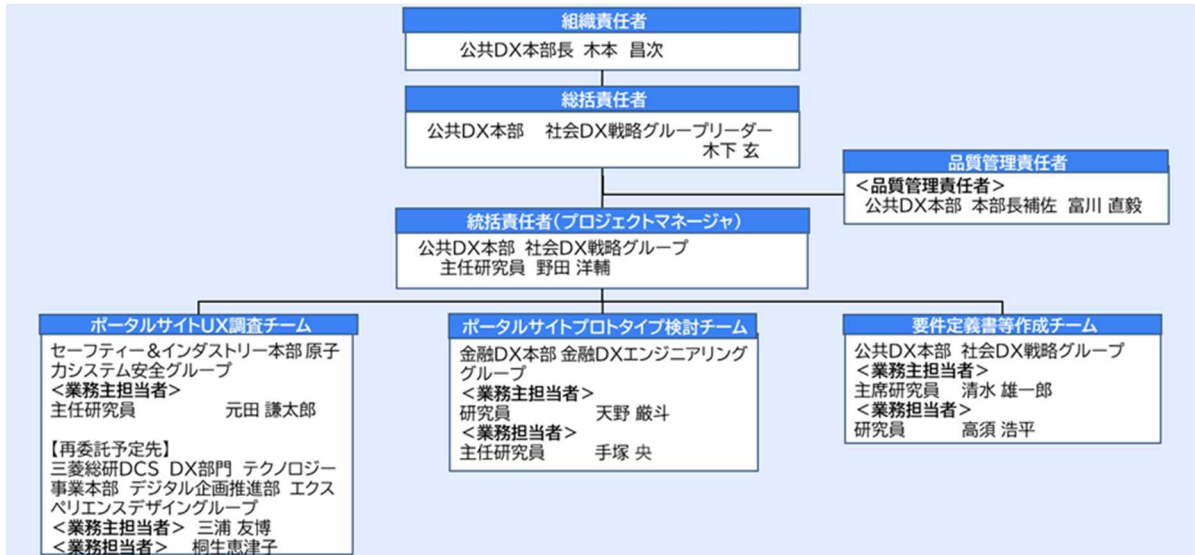 組織責任者
公共DX本部長 木本 昌次
総括責任者
公共DX本部 社会DX戦略グループリーダー
木下 玄
品質管理責任者
<品質管理責任者>
公共DX本部 本部長補佐 富川 直毅
統括責任者(プロジェクトマネージャ)
公共DX本部 社会DX戦略グループ
主任研究員 野田 洋輔
ポータルサイトUX調査チーム
セーフティー&インダストリー本部 原子
力システム安全グループ
<業務主担当者>
主任研究員 元田 謙太郎
【再委託予定先】
三菱総研DCS DX部門 テクノロジー
事業本部 デジタル企画推進部 エクス
ペリエンスデザイングループ
<業務主担当者> 三浦 友博
<業務担当者> 桐生恵津子
ポータルサイトプロトタイプ検討チーム
金融DX本部 金融DXエンジニアリング
グループ
<業務主担当者>
研究員 天野 厳斗
<業務担当者>
主任研究員 手塚 央
要件定義書等作成チーム
公共DX本部 社会DX戦略グループ
<業務主担当者>
主席研究員 清水 雄一郎
<業務担当者>
研究員 高須 浩平